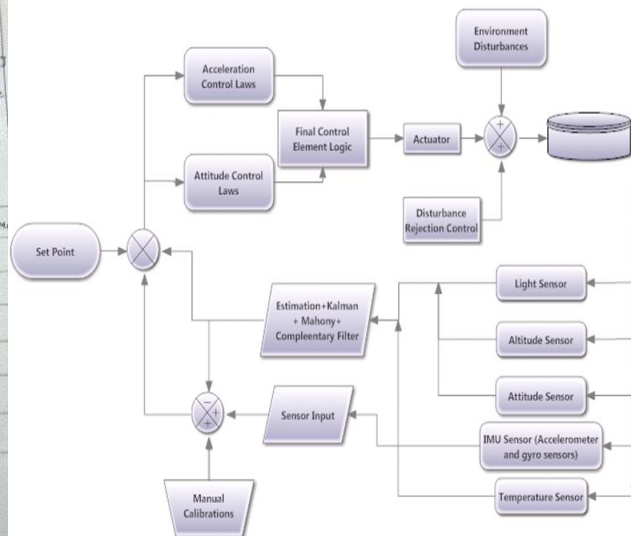 Environment
Disturbances
Acceleration
Control Laws
Final Control
Element Logic
Actuator
+
+
Attitude Control
Laws
Disturbance
Rejection Control
Set Point
Light Sensor
Estimation+Kalman
+ Mahony+
Compleentary Filter
Altitude Sensor
Attitude Sensor
−
+
+
Sensor Input
IMU Sensor (Accelerometer
and gyro sensors)
Manual
Calibrations
Temperature Sensor